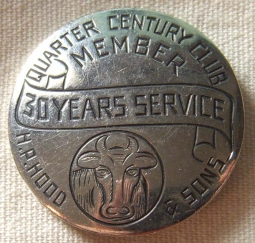 QUARTER CENTURY CLUB
MEMBER
30 YEARS SERVICE
H.P. HOOD & SONS